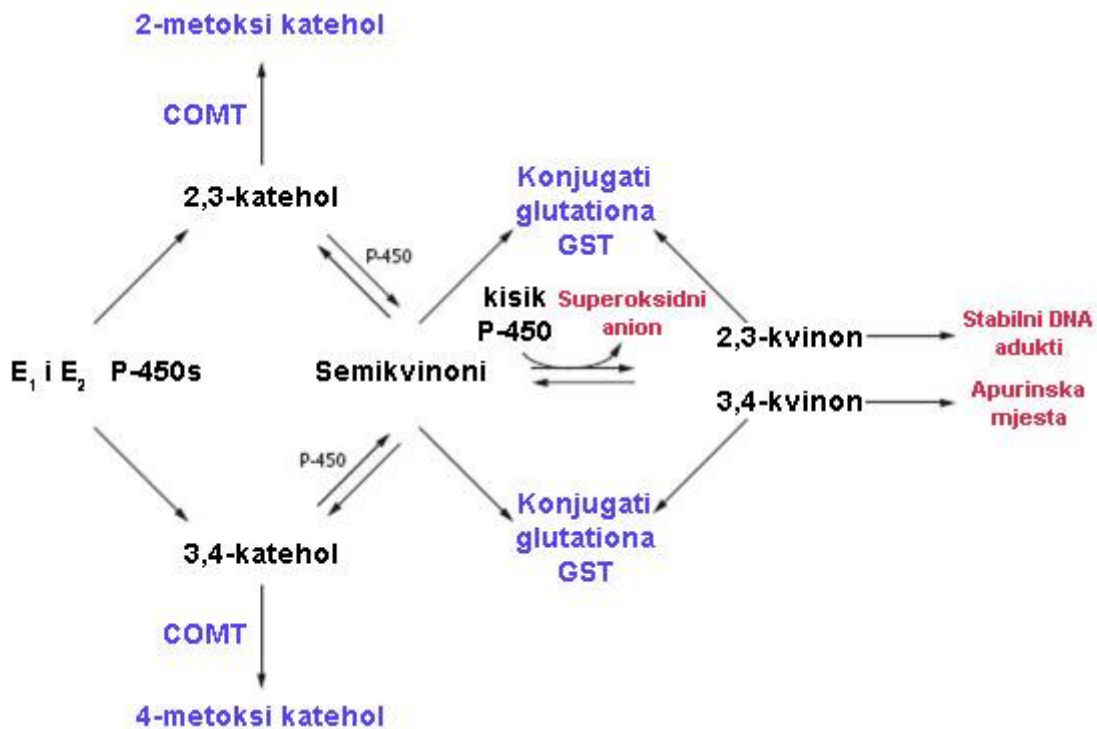 2-metoksi katehol
COMT
2,3-katehol
P-450
Konjugati
glutationa
GST
kisik
P-450
Superoksidni
anion
2,3-kvinon
Stabilni DNA
adukti
E₁ i E₂ P-450s
Semikvinoni
3,4-kvinon
Apurinska
mjesta
P-450
3,4-katehol
Konjugati
glutationa
GST
COMT
4-metoksi katehol